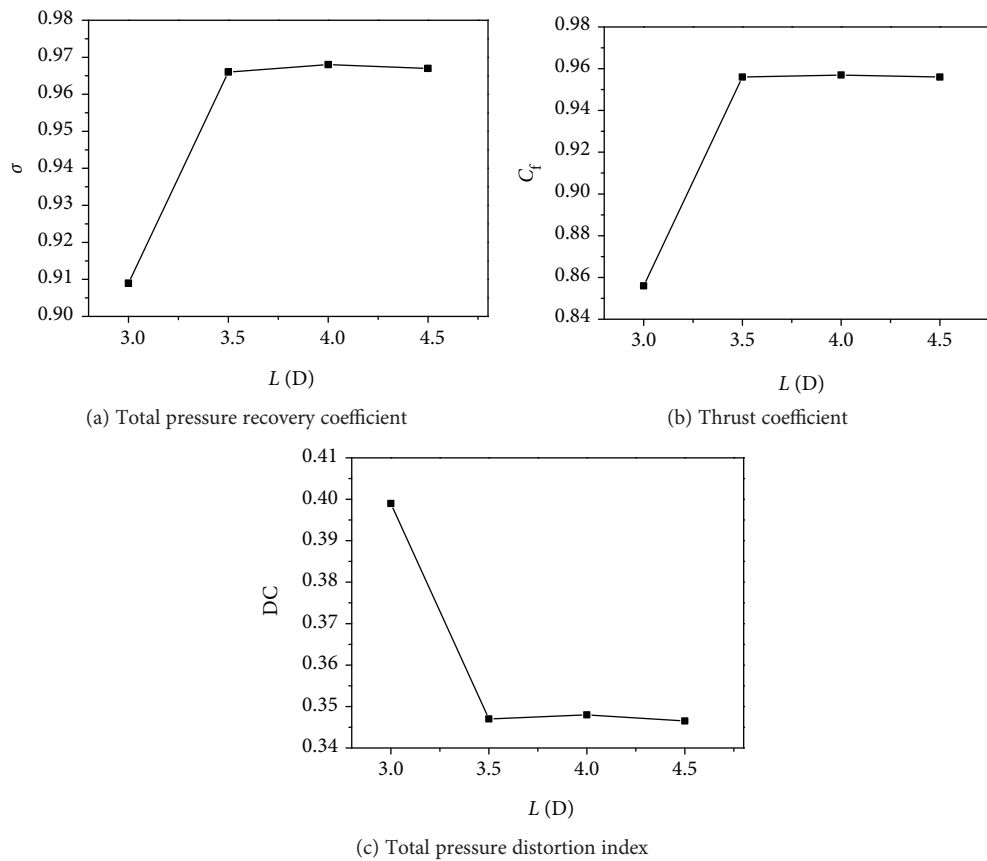 0.98
0.97
0.96
0.95
0.94
0.93
0.92
0.91
0.90
σ
3.0 3.5 4.0 4.5
L (D)
(a) Total pressure recovery coefficient
0.98
0.96
0.94
0.92
0.90
0.88
0.86
0.84
Cf
3.0 3.5 4.0 4.5
L (D)
(b) Thrust coefficient
0.41
0.40
0.39
0.38
0.37
0.36
0.35
0.34
DC
3.0 3.5 4.0 4.5
L (D)
(c) Total pressure distortion index